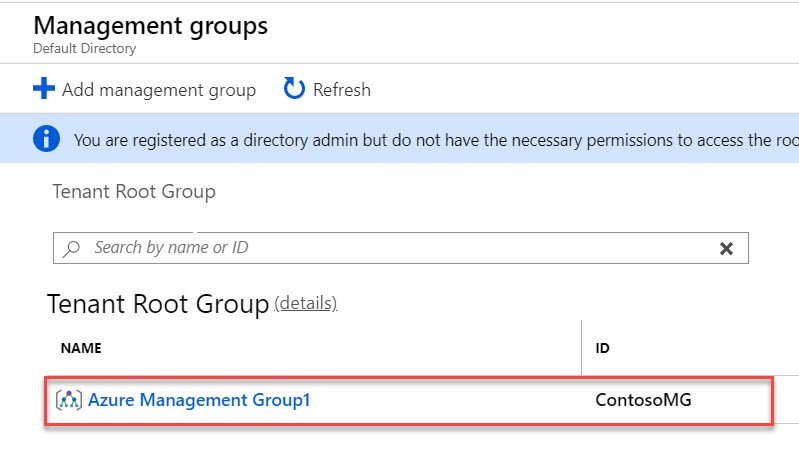 Management groups
Default Directory
Add management group Refresh
You are registered as a directory admin but do not have the necessary permissions to access the roo
Tenant Root Group
Search by name or ID
Tenant Root Group (details)
NAME ID
Azure Management Group1 ContosoMG